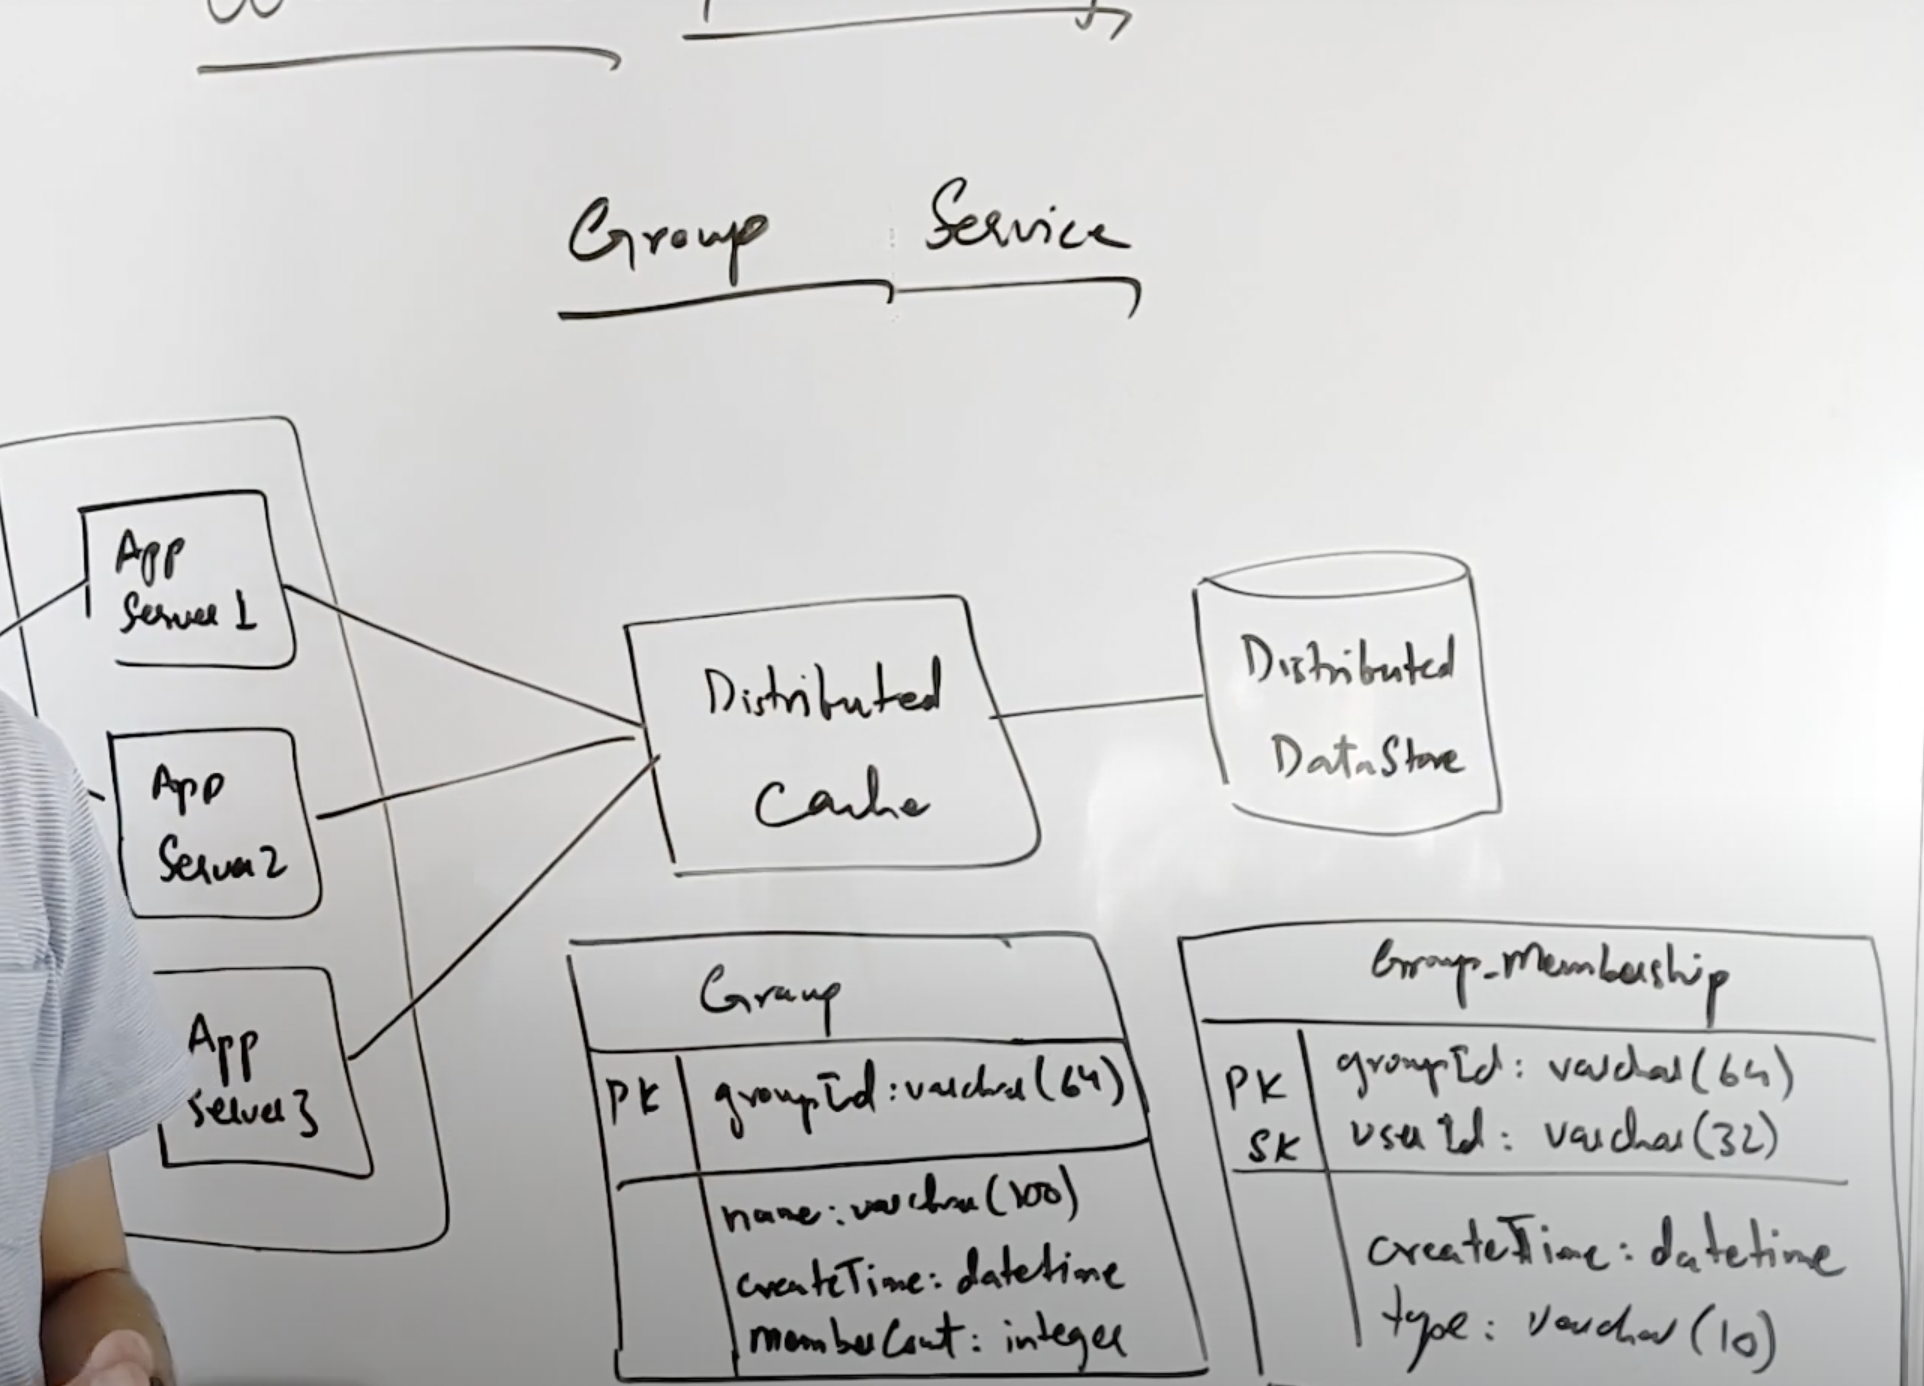 Group Service
App
Server 1
App
Server 2
App
Server 3
Distributed
Cache
Distributed
DataStore
Group
PK groupId: varchar(64)
name: varchar(100)
createTime: datetime
memberCount: integer
Group_Membership
PK groupId: varchar(64)
SK userId: varchar(32)
createTime: datetime
type: varchar(10)